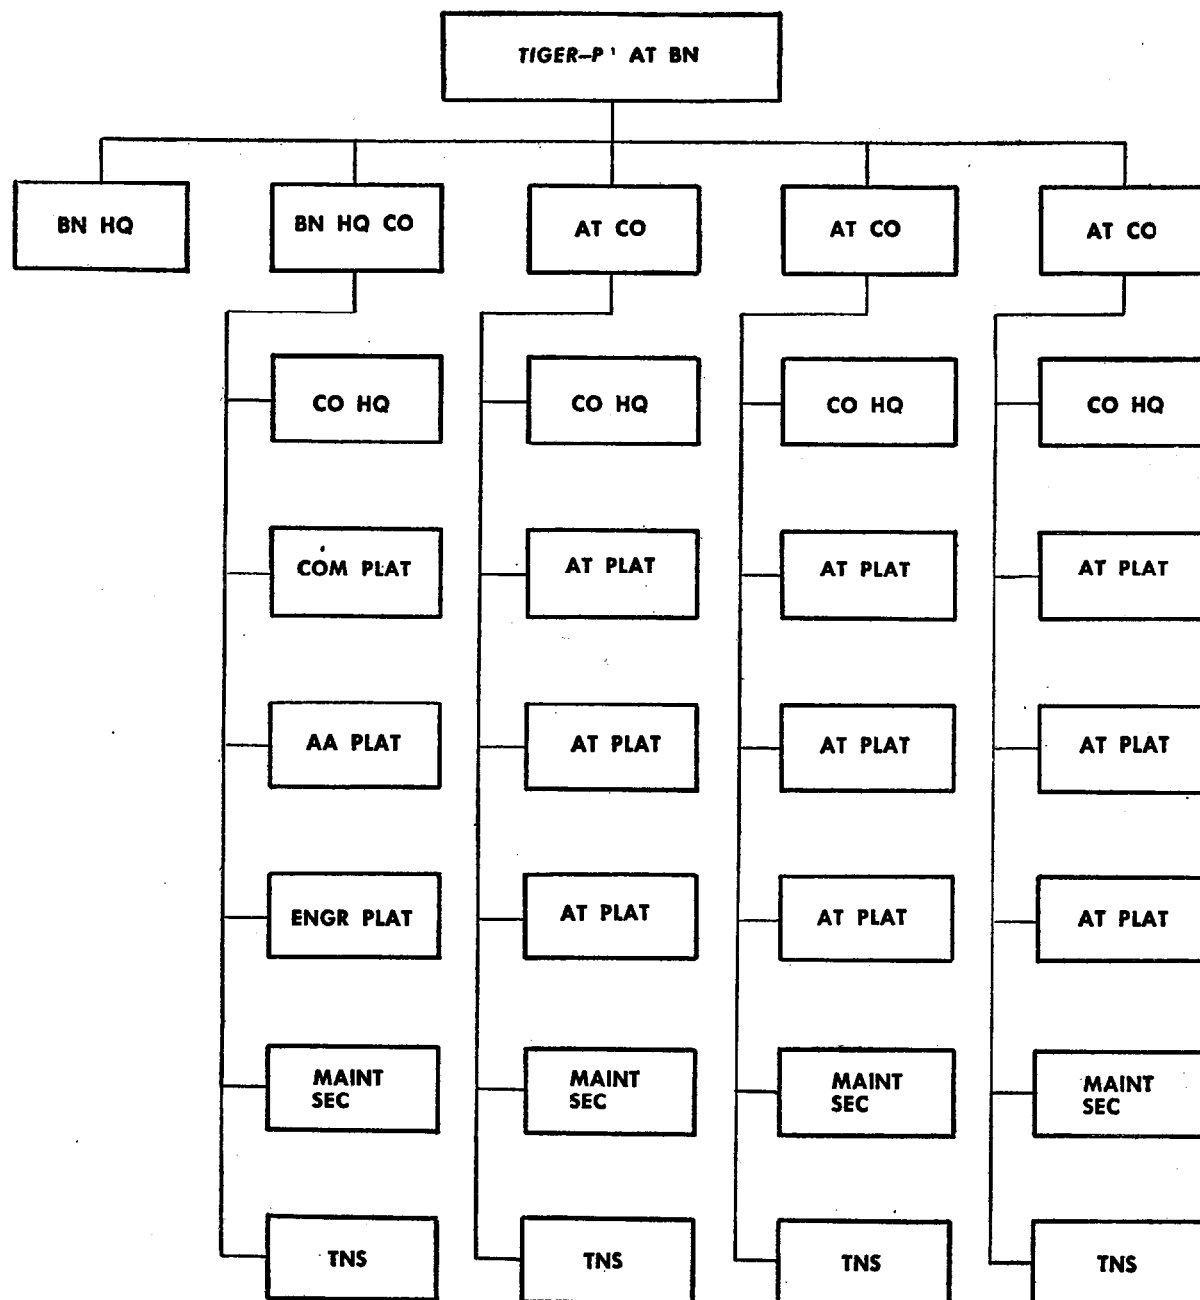 TIGER–P¹ AT BN
BN HQ
BN HQ CO
AT CO
AT CO
AT CO
CO HQ
CO HQ
CO HQ
CO HQ
COM PLAT
AT PLAT
AT PLAT
AT PLAT
AA PLAT
AT PLAT
AT PLAT
AT PLAT
ENGR PLAT
AT PLAT
AT PLAT
AT PLAT
MAINT
SEC
MAINT
SEC
MAINT
SEC
MAINT
SEC
TNS
TNS
TNS
TNS